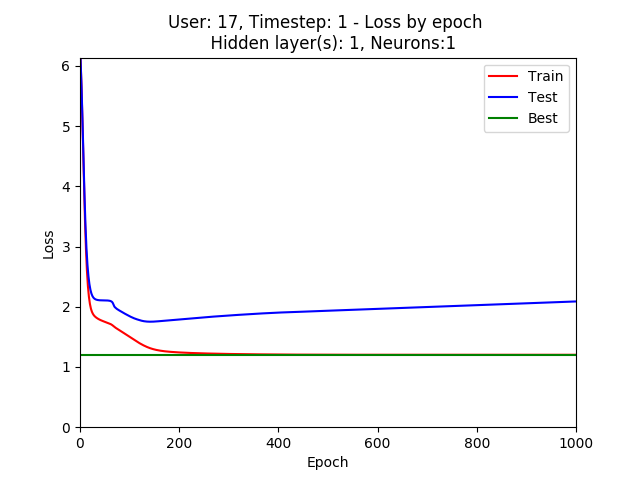 User: 17, Timestep: 1 - Loss by epoch
Hidden layer(s): 1, Neurons:1
Train
Test
Best
Loss
6
5
4
3
2
1
0
0 200 400 600 800 1000
Epoch